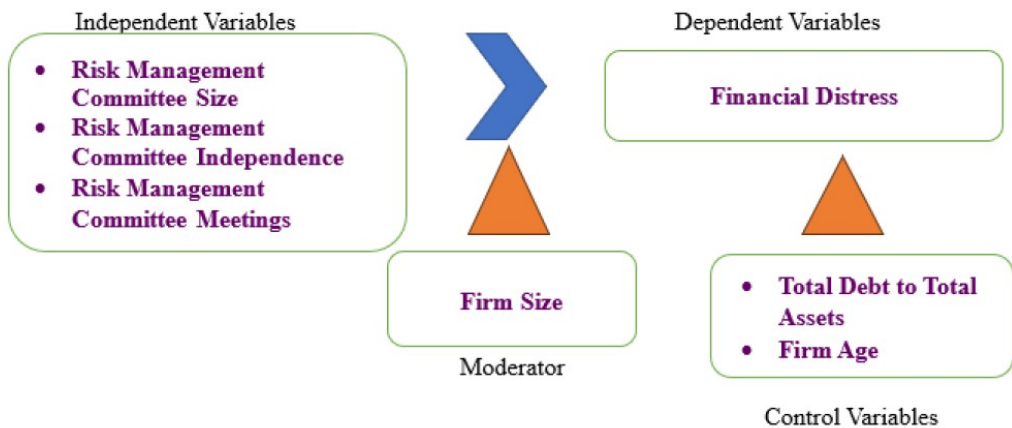 Independent Variables
• Risk Management
Committee Size
• Risk Management
Committee Independence
• Risk Management
Committee Meetings
Dependent Variables
Financial Distress
Firm Size
Moderator
• Total Debt to Total
Assets
• Firm Age
Control Variables